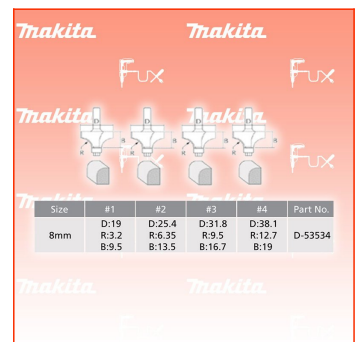 Makita
Makita
Fux
Makita
Makita
Fux
D
D
D
D
B
B
B
B
R
R
R
R
Size #1 #2 #3 #4 Part No.
8mm D:19 D:25.4 D:31.8 D:38.1 D-53534
R:3.2 R:6.35 R:9.5 R:12.7
B:9.5 B:13.5 B:16.7 B:19
Makita
Makita
Fux